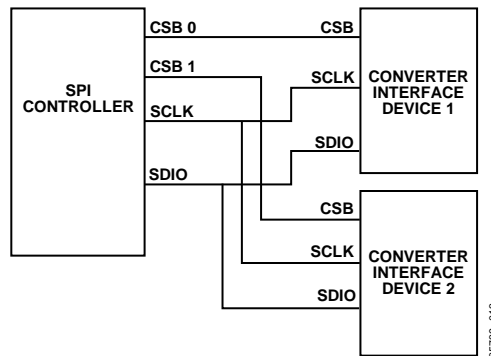 CSB 0
CSB 1
SPI
CONTROLLER
SCLK
SDIO
CSB
SCLK
SDIO
CONVERTER
INTERFACE
DEVICE 1
CSB
SCLK
SDIO
CONVERTER
INTERFACE
DEVICE 2